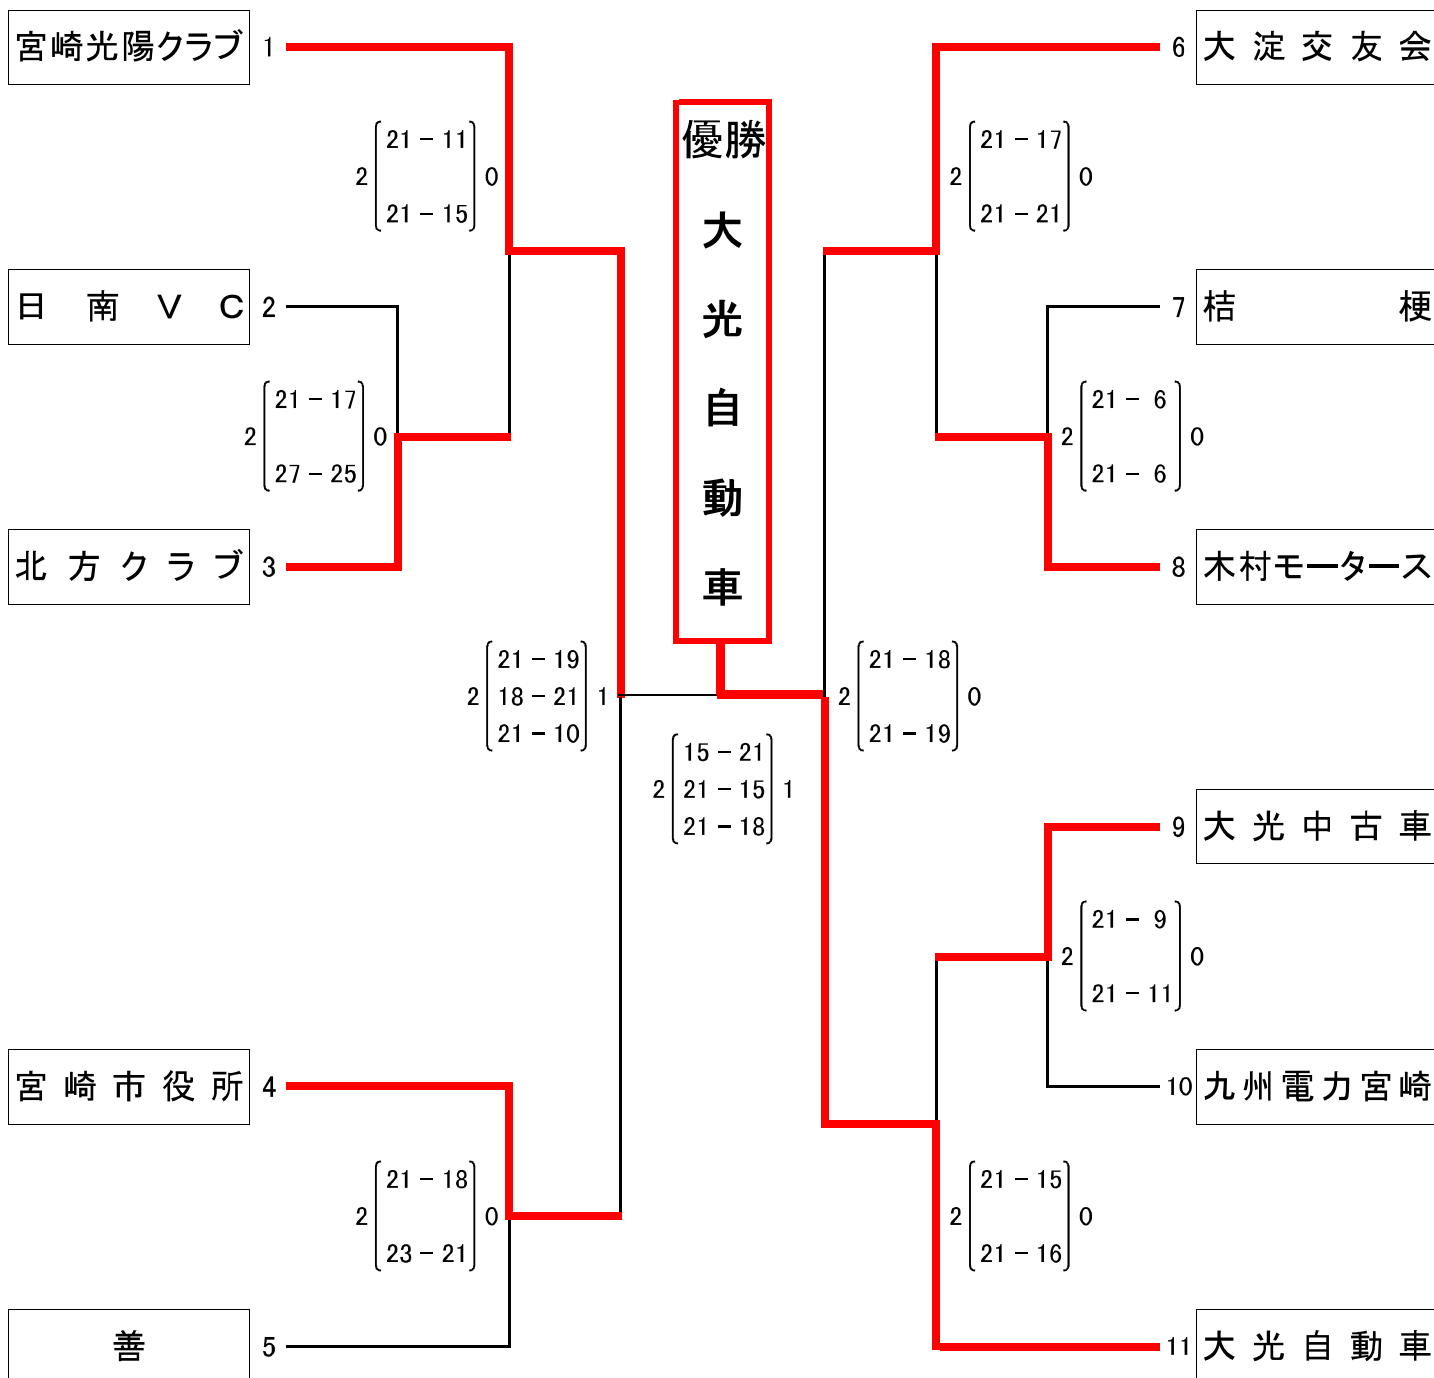 宮崎光陽クラブ 1
2 21 − 11 0
21 − 15
日南VC 2
2 21 − 17 0
27 − 25
北方クラブ 3
2 21 − 19 1
18 − 21
21 − 10
宮崎市役所 4
2 21 − 18 0
23 − 21
善 5
優勝
大光自動車
2 15 − 21 1
21 − 15
21 − 18
6 大淀交友会
2 21 − 17 0
21 − 21
7 桔梗
2 21 − 6 0
21 − 6
8 木村モータース
2 21 − 18 0
21 − 19
9 大光中古車
2 21 − 9 0
21 − 11
10 九州電力宮崎
2 21 − 15 0
21 − 16
11 大光自動車